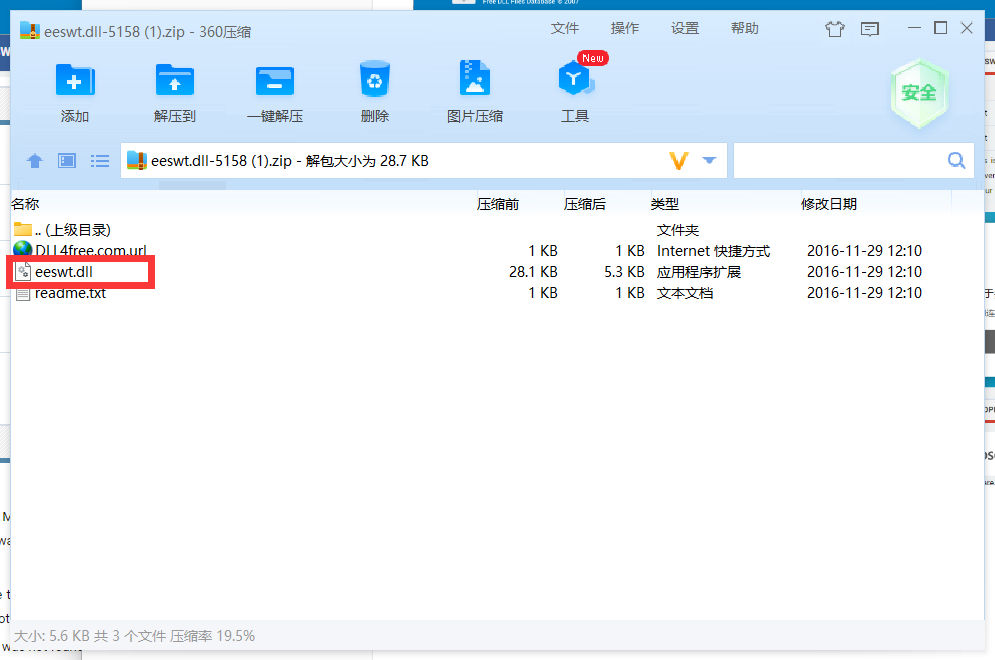 Free DLL Files Database © 2007
eeswt.dll-5158 (1).zip - 360压缩
文件 操作 设置 帮助
添加 解压到 一键解压 删除 图片压缩 工具
New
安全
eeswt.dll-5158 (1).zip - 解包大小为 28.7 KB
名称 压缩前 压缩后 类型 修改日期
.. (上级目录) 文件夹
DLL4free.com.url 1 KB 1 KB Internet 快捷方式 2016-11-29 12:10
eeswt.dll 28.1 KB 5.3 KB 应用程序扩展 2016-11-29 12:10
readme.txt 1 KB 1 KB 文本文档 2016-11-29 12:10
大小: 5.6 KB 共 3 个文件 压缩率 19.5%